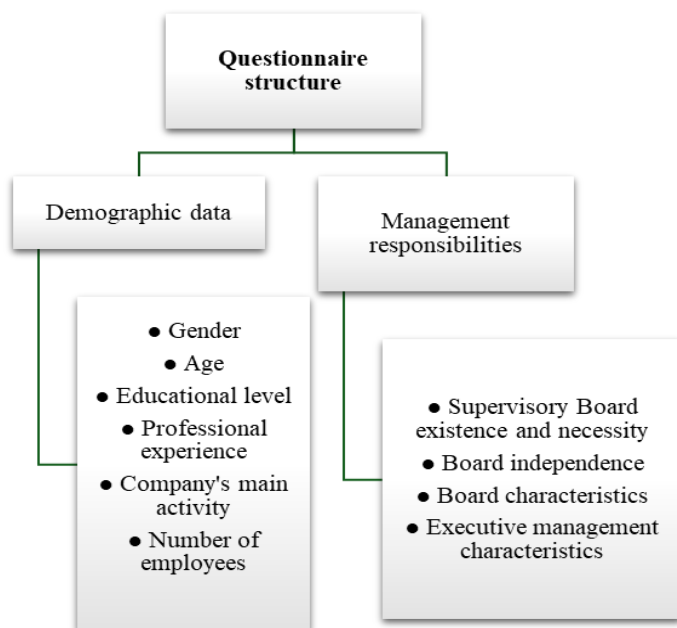 Questionnaire
structure
Demographic data
Management
responsibilities
● Gender
● Age
● Educational level
● Professional
experience
● Company's main
activity
● Number of
employees
● Supervisory Board
existence and necessity
● Board independence
● Board characteristics
● Executive management
characteristics